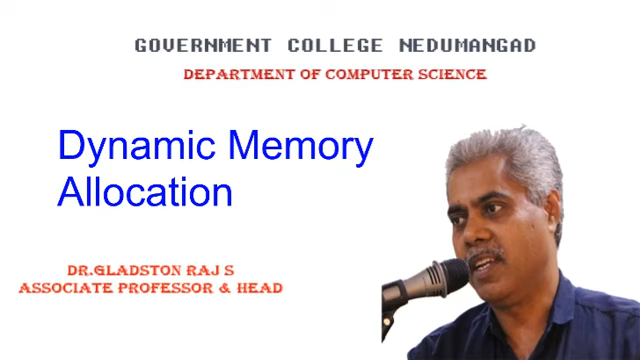 GOVERNMENT COLLEGE NEDUMANGAD
DEPARTMENT OF COMPUTER SCIENCE
Dynamic Memory
Allocation
DR.GLADSTON RAJ S
ASSOCIATE PROFESSOR & HEAD